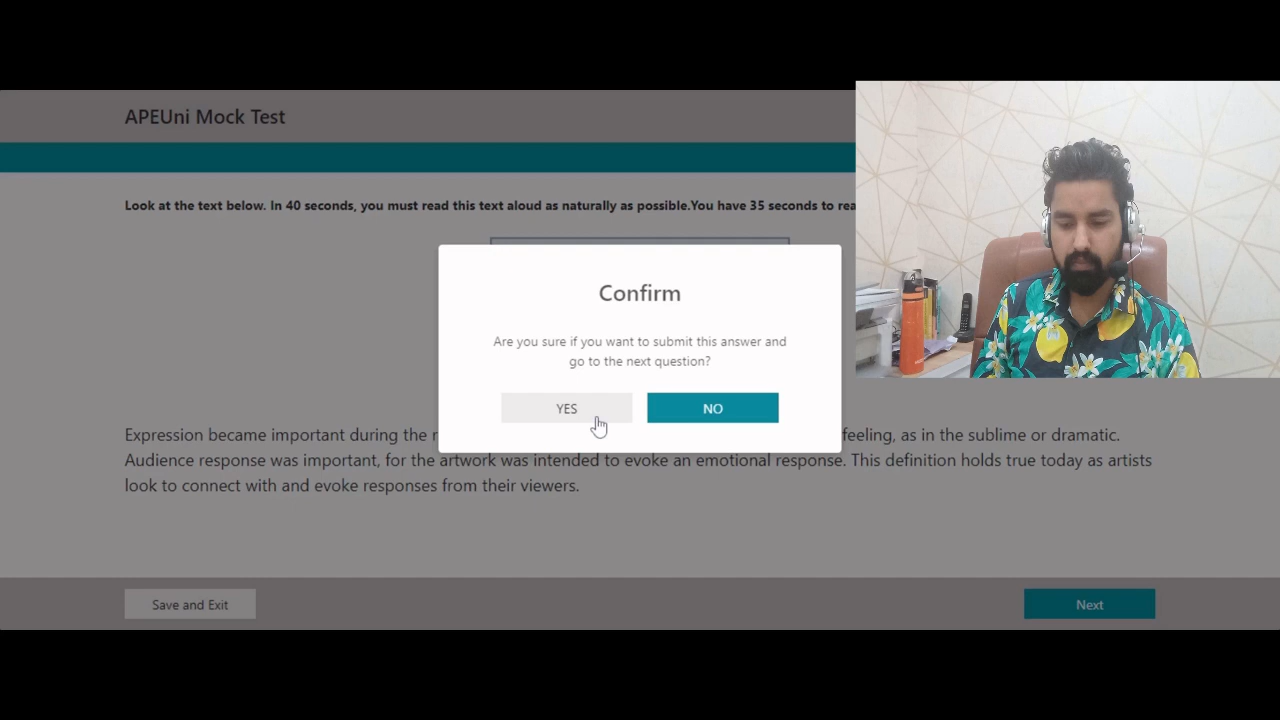 APEUni Mock Test
Look at the text below. In 40 seconds, you must read this text aloud as naturally as possible.You have 35 seconds to
Confirm
Are you sure if you want to submit this answer and
go to the next question?
YES
NO
Expression became important during the
feeling, as in the sublime or dramatic.
Audience response was important, for the artwork was intended to evoke an emotional response. This definition holds true today as artists
look to connect with and evoke responses from their viewers.
Save and Exit
Next